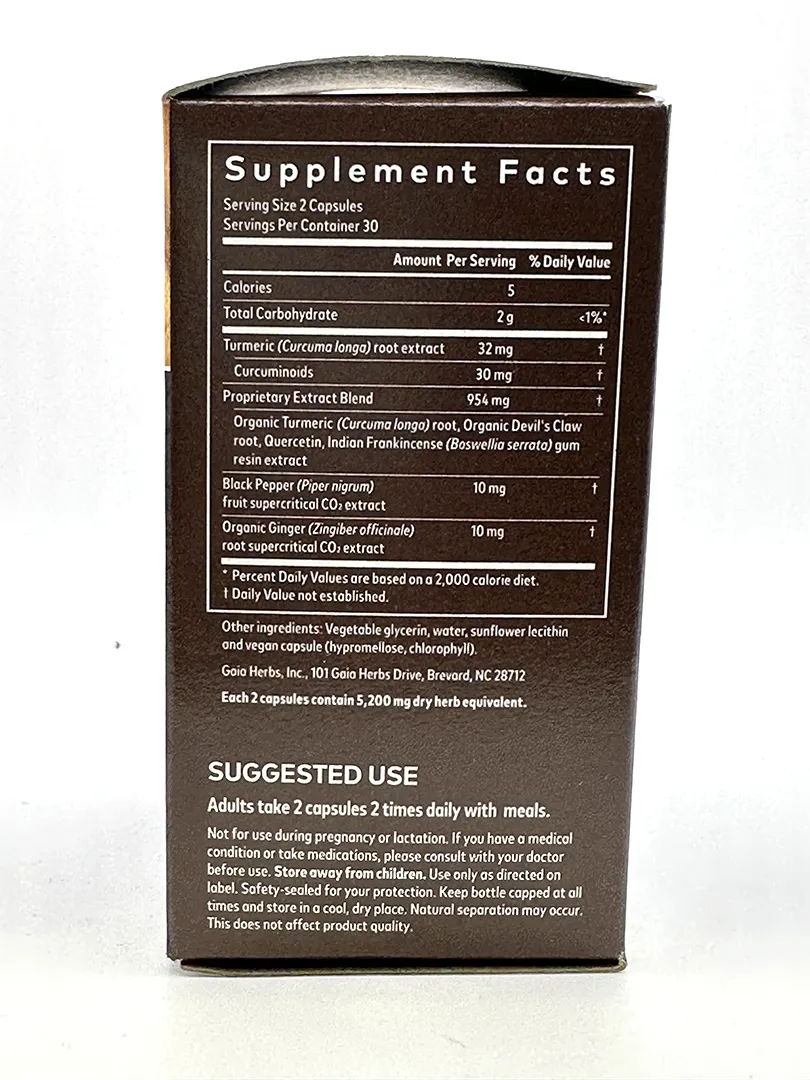 Supplement Facts
Serving Size 2 Capsules
Servings Per Container 30
Amount Per Serving % Daily Value
Calories 5
Total Carbohydrate 2 g <1%*
Turmeric (Curcuma longa) root extract 32 mg †
Curcuminoids 30 mg †
Proprietary Extract Blend 954 mg †
Organic Turmeric (Curcuma longa) root, Organic Devil's Claw
root, Quercetin, Indian Frankincense (Boswellia serrata) gum
resin extract
Black Pepper (Piper nigrum) 10 mg †
fruit supercritical CO₂ extract
Organic Ginger (Zingiber officinale) 10 mg †
root supercritical CO₂ extract
* Percent Daily Values are based on a 2,000 calorie diet.
† Daily Value not established.
Other ingredients: Vegetable glycerin, water, sunflower lecithin
and vegan capsule (hypromellose, chlorophyll).
Gaia Herbs, Inc., 101 Gaia Herbs Drive, Brevard, NC 28712
Each 2 capsules contain 5,200 mg dry herb equivalent.
SUGGESTED USE
Adults take 2 capsules 2 times daily with meals.
Not for use during pregnancy or lactation. If you have a medical
condition or take medications, please consult with your doctor
before use. Store away from children. Use only as directed on
label. Safety-sealed for your protection. Keep bottle capped at all
times and store in a cool, dry place. Natural separation may occur.
This does not affect product quality.